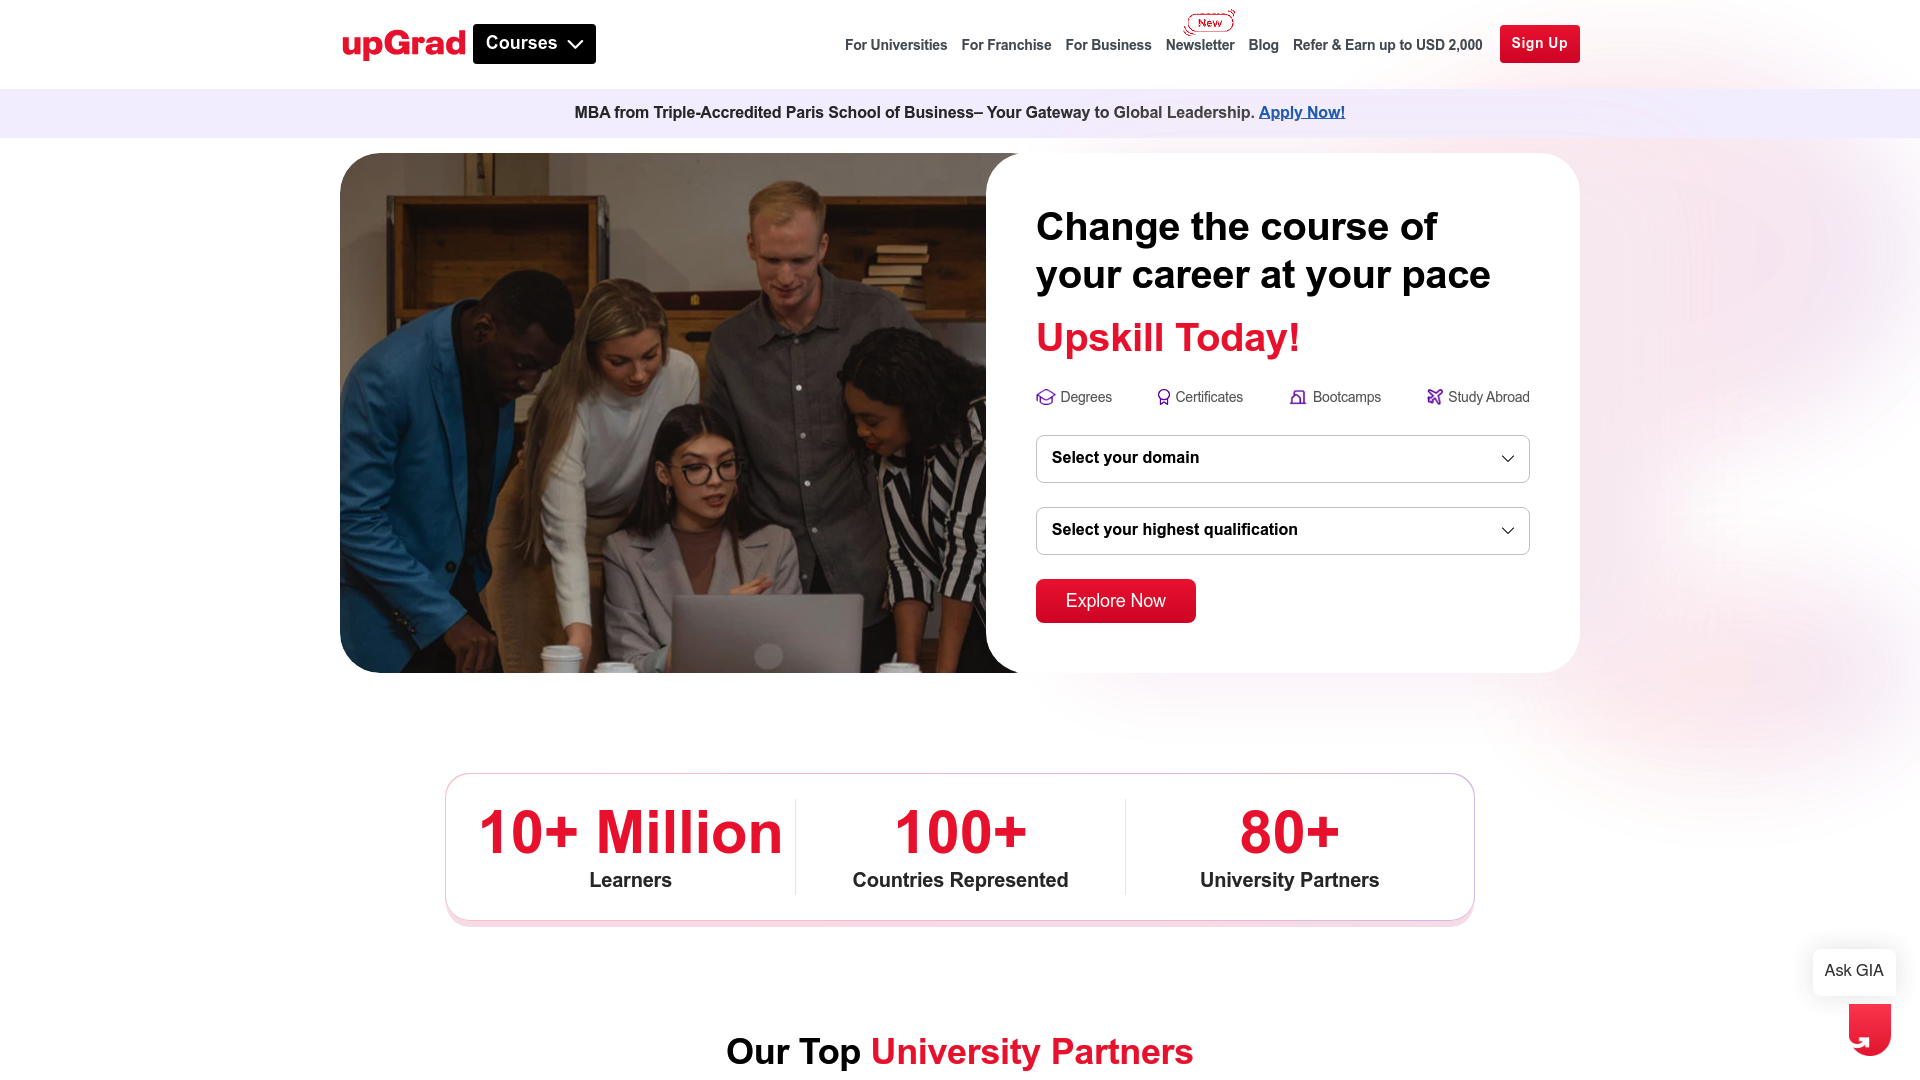 upGrad
Courses
For Universities
For Franchise
For Business
New
Newsletter
Blog
Refer & Earn up to USD 2,000
Sign Up
MBA from Triple-Accredited Paris School of Business– Your Gateway to Global Leadership. Apply Now!
Change the course of
your career at your pace
Upskill Today!
Degrees
Certificates
Bootcamps
Study Abroad
Select your domain
Select your highest qualification
Explore Now
10+ Million
Learners
100+
Countries Represented
80+
University Partners
Ask GIA
Our Top University Partners